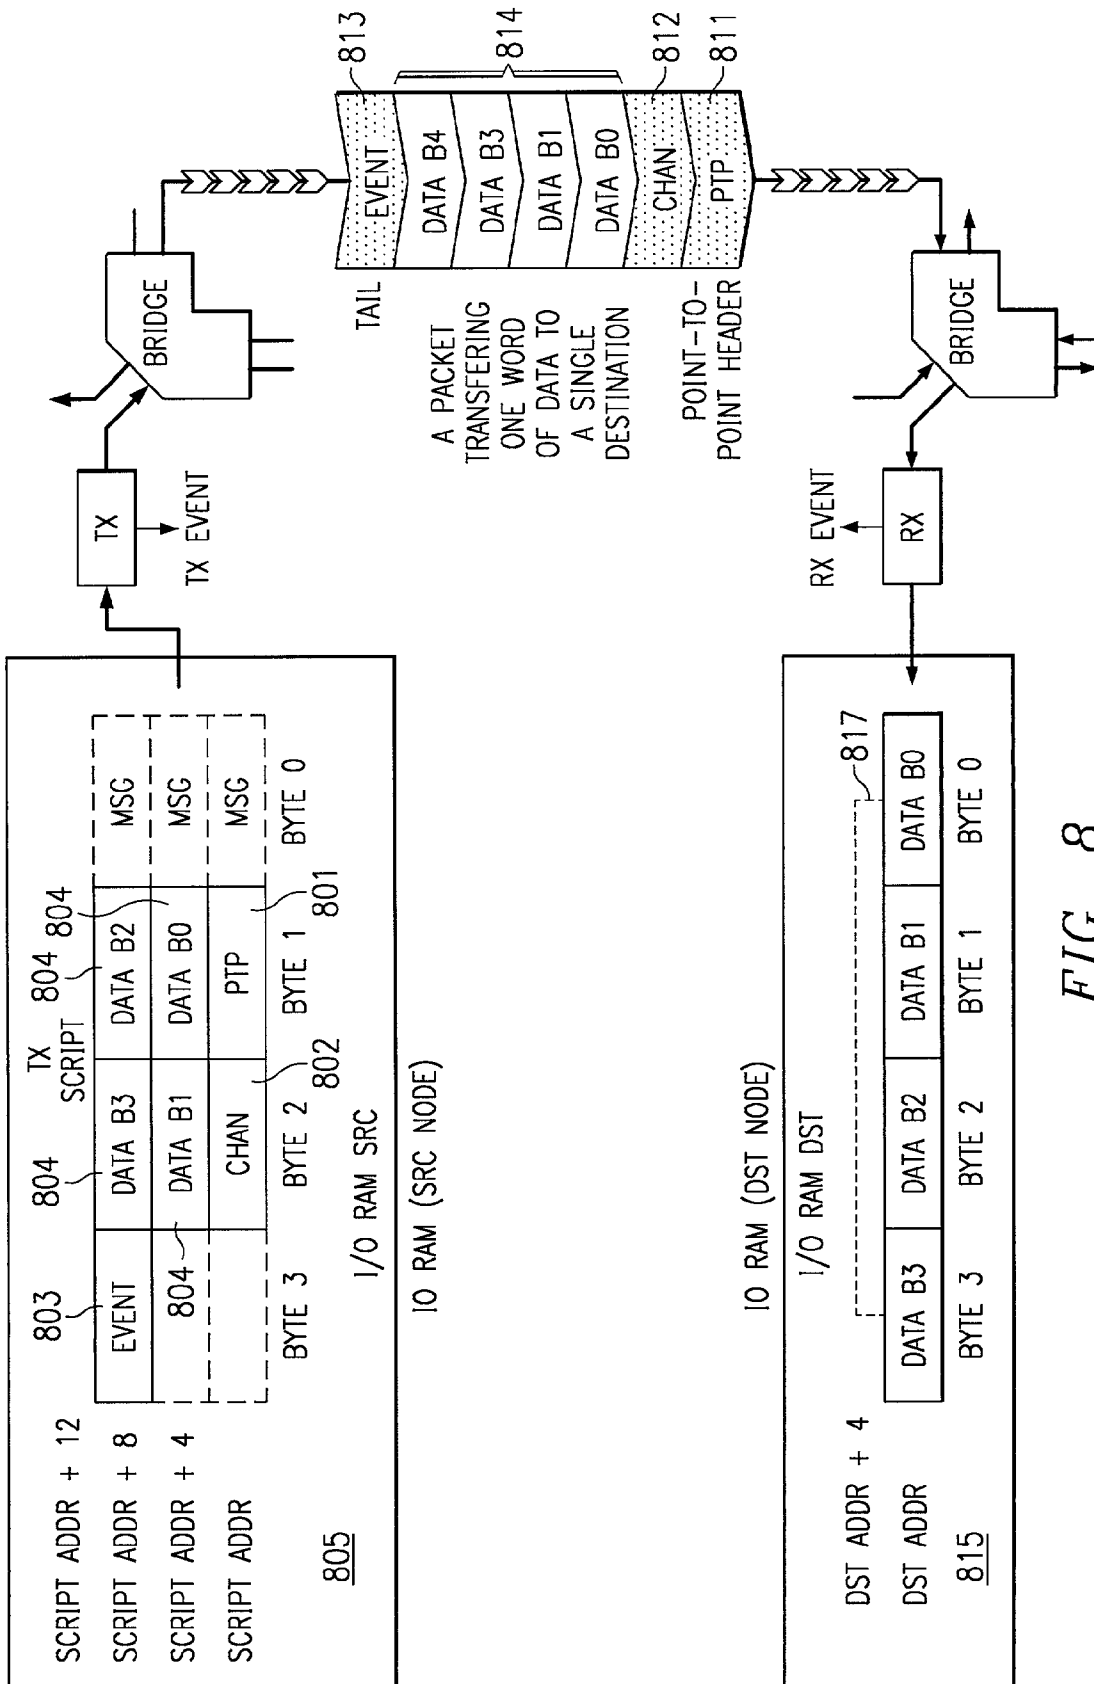 SCRIPT ADDR + 12
SCRIPT ADDR + 8
SCRIPT ADDR + 4
SCRIPT ADDR
805
TX
SCRIPT
803
804
804
804
804
EVENT
DATA B3
DATA B2
MSG
DATA B1
DATA B0
MSG
CHAN
PTP
MSG
802
801
BYTE 3
BYTE 2
BYTE 1
BYTE 0
I/O RAM SRC
IO RAM (SRC NODE)
TX
TX EVENT
BRIDGE
813
814
812
811
EVENT
DATA B4
DATA B3
DATA B1
DATA B0
CHAN
PTP
TAIL
A PACKET
TRANSFERING
ONE WORD
OF DATA TO
A SINGLE
DESTINATION
POINT-TO-
POINT HEADER
BRIDGE
RX EVENT
RX
IO RAM (DST NODE)
I/O RAM DST
DST ADDR + 4
DST ADDR
815
817
DATA B3
DATA B2
DATA B1
DATA B0
BYTE 3
BYTE 2
BYTE 1
BYTE 0
FIG. 8